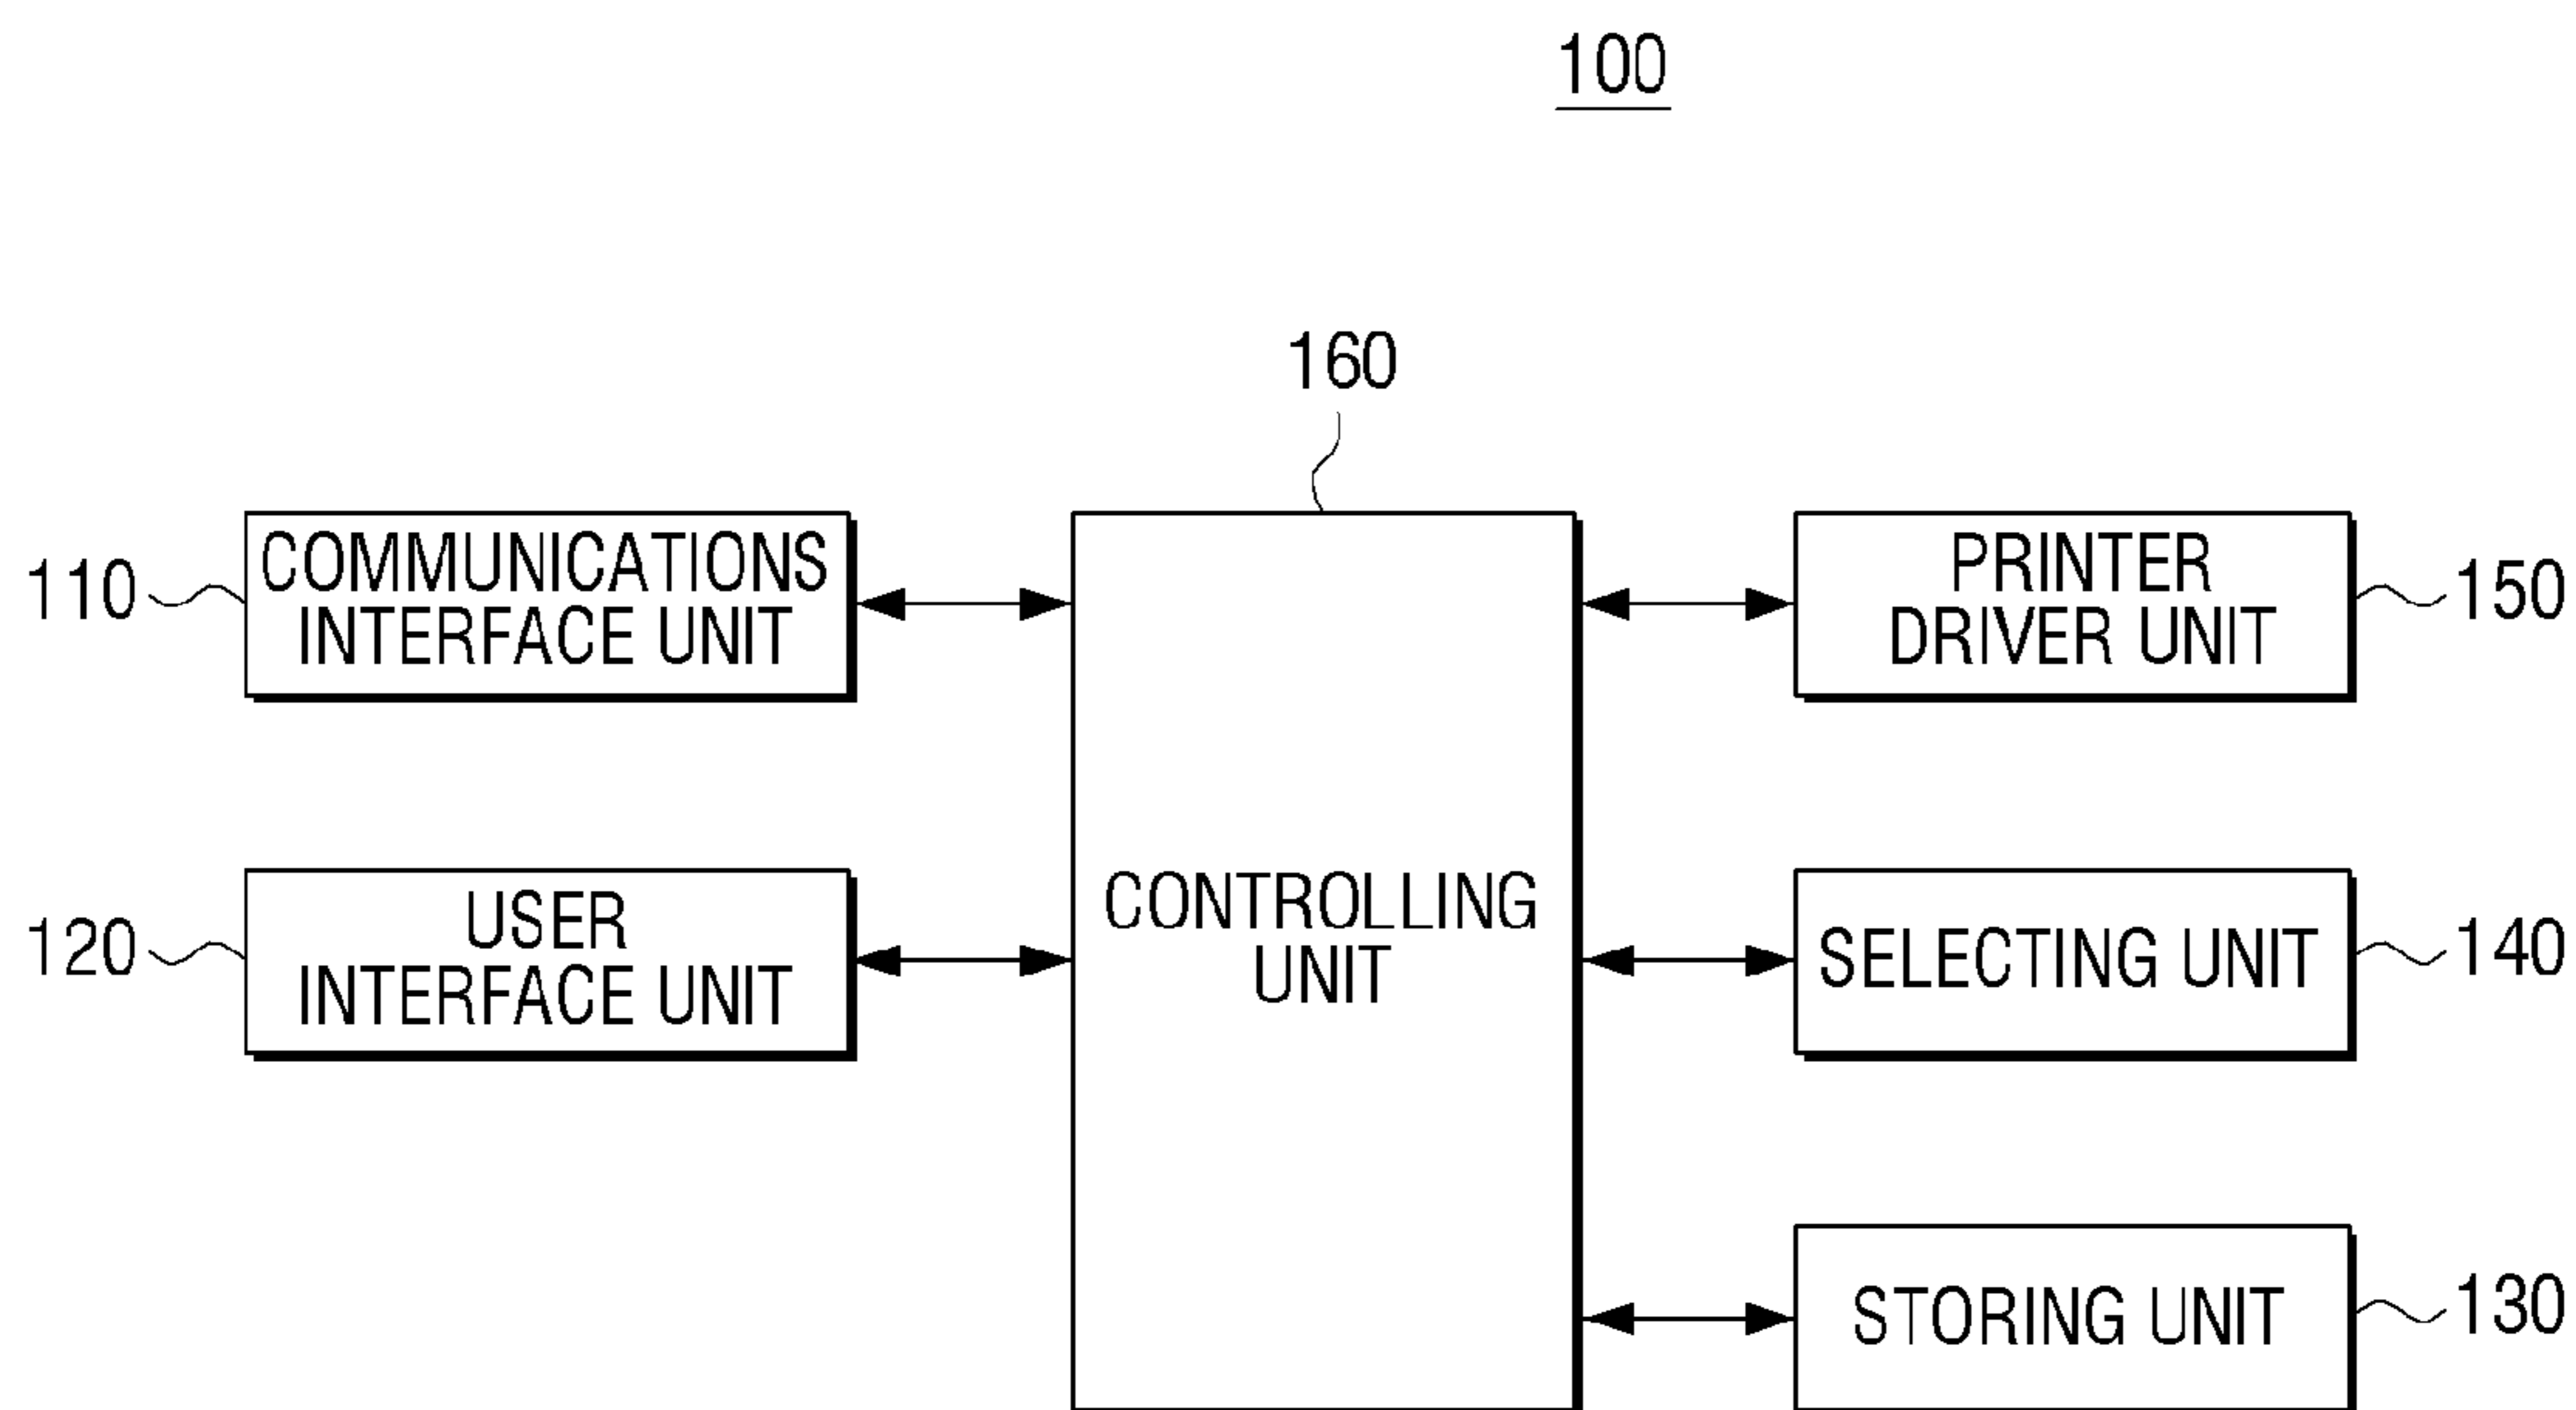 100
160
110
COMMUNICATIONS
INTERFACE UNIT
PRINTER
DRIVER UNIT
150
120
USER
INTERFACE UNIT
CONTROLLING
UNIT
SELECTING UNIT
140
STORING UNIT
130